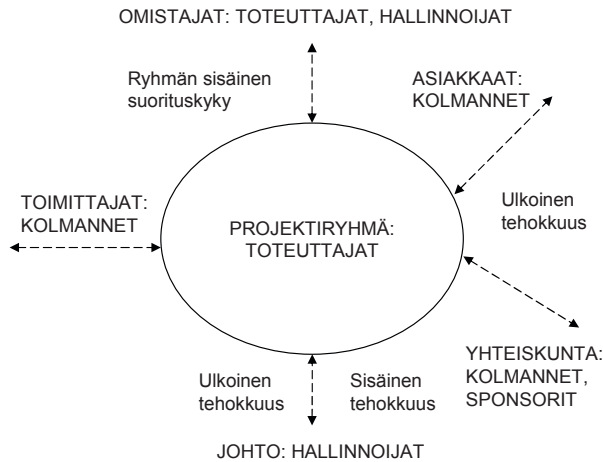 OMISTAJAT: TOTEUTTAJAT, HALLINNOIJAT
Ryhmän sisäinen
suorituskyky
ASIAKKAAT:
KOLMANNET
TOIMITTAJAT:
KOLMANNET
PROJEKTIRYHMÄ:
TOTEUTTAJAT
Ulkoinen
tehokkuus
YHTEISKUNTA:
KOLMANNET,
SPONSORIT
Ulkoinen
tehokkuus
Sisäinen
tehokkuus
JOHTO: HALLINNOIJAT